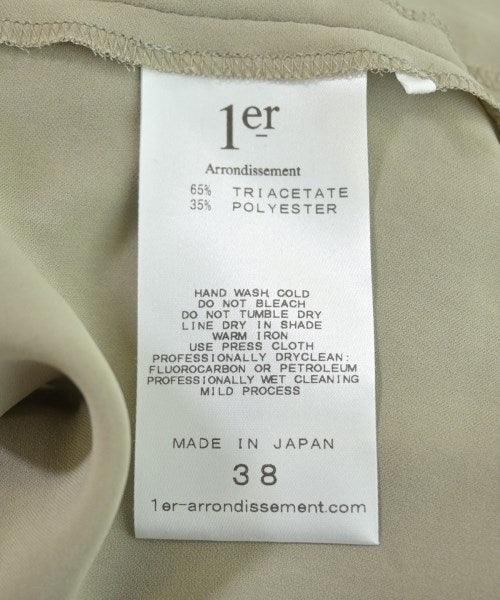 1er
Arrondissement
65% TRIACETATE
35% POLYESTER
HAND WASH COLD
DO NOT BLEACH
DO NOT TUMBLE DRY
LINE DRY IN SHADE
WARM IRON
USE PRESS CLOTH
PROFESSIONALLY DRYCLEAN:
FLUOROCARBON OR PETROLEUM
PROFESSIONALLY WET CLEANING
MILD PROCESS
MADE IN JAPAN
38
1er-arrondissement.com